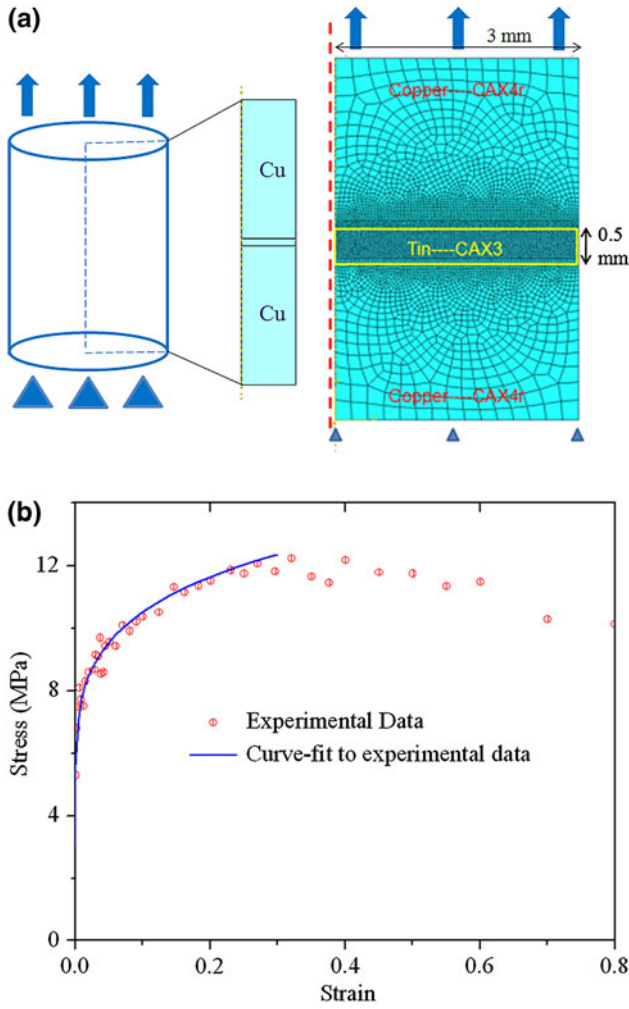 (a)
3 mm
Copper----CAX4r
Cu
Tin----CAX3
0.5
mm
Cu
Copper----CAX4r
(b)
12
8
4
0
Stress (MPa)
Experimental Data
Curve-fit to experimental data
0.0 0.2 0.4 0.6 0.8
Strain